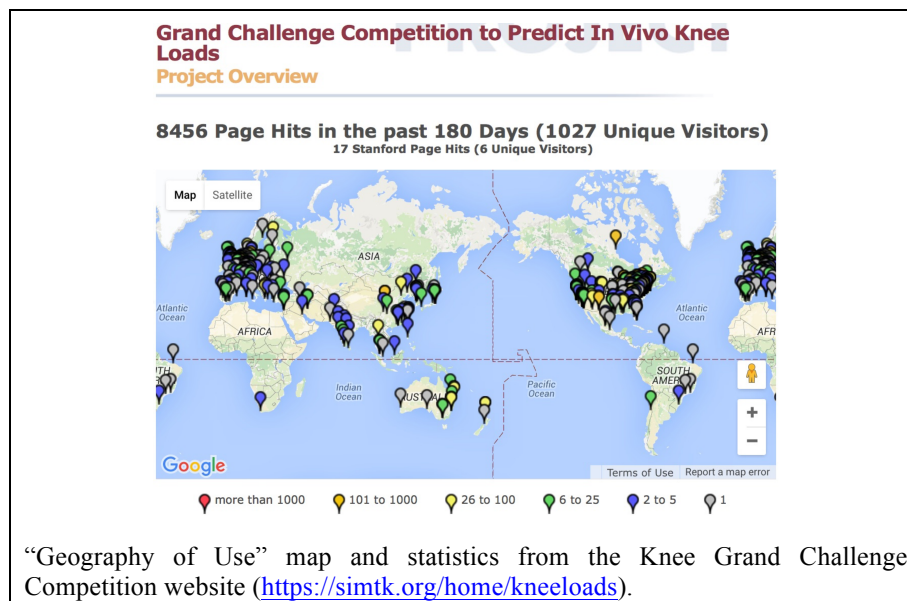 PROJECT
Grand Challenge Competition to Predict In Vivo Knee
Loads
Project Overview
8456 Page Hits in the past 180 Days (1027 Unique Visitors)
17 Stanford Page Hits (6 Unique Visitors)
Map Satellite
ASIA
Atlantic
Ocean
AFRICA
Indian
Ocean
Pacific
Ocean
SOUTH
Atlantic
Ocean
AFR
Google
Terms of Use Report a map error
more than 1000 101 to 1000 26 to 100 6 to 25 2 to 5 1
“Geography of Use” map and statistics from the Knee Grand Challenge
Competition website (https://simtk.org/home/kneeloads).